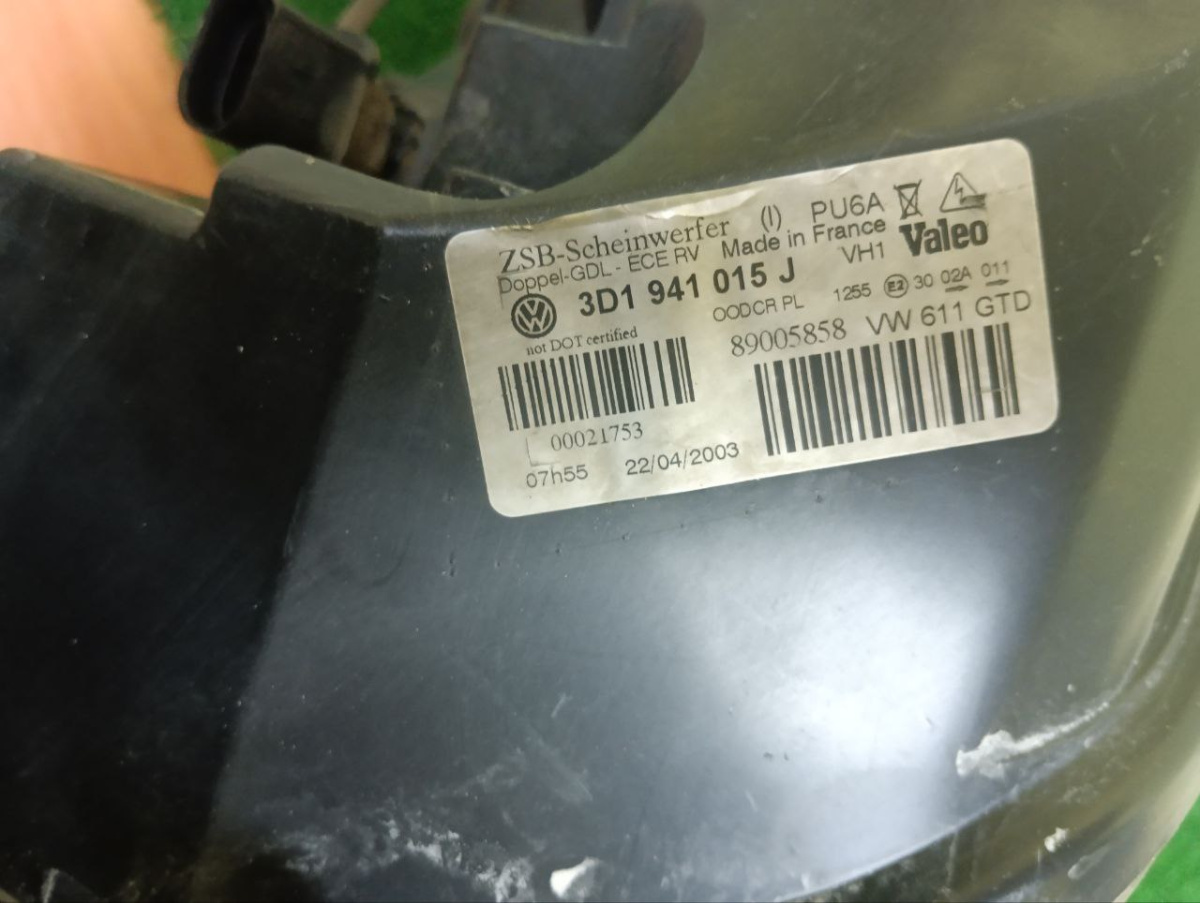 ZSB-Scheinwerfer (I) PU6A
Doppel-GDL - ECE RV Made in France VH1 Valeo
3D1 941 015 J OODCR PL 1255 E2 30 02A 011
not DOT certified 89005858 VW 611 GTD
00021753
07h55 22/04/2003